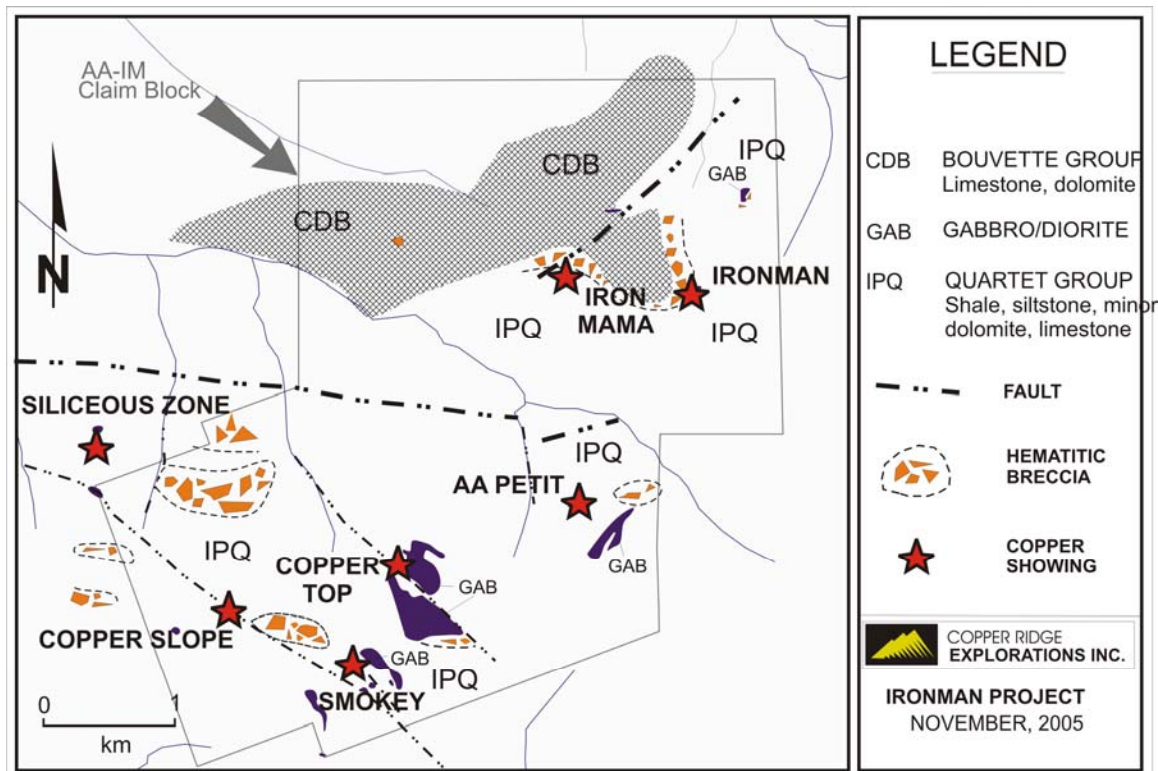 AA-IM
Claim Block
CDB
IPQ
GAB
CDB
N
IRON
MAMA
IRONMAN
IPQ
IPQ
SILICEOUS ZONE
IPQ
AA PETIT
IPQ
COPPER
TOP
GAB
GAB
COPPER SLOPE
GAB
IPQ
SMOKEY
0 1
km
LEGEND
CDB BOUVETTE GROUP
Limestone, dolomite
GAB GABBRO/DIORITE
IPQ QUARTET GROUP
Shale, siltstone, minor
dolomite, limestone
FAULT
HEMATITIC
BRECCIA
COPPER
SHOWING
COPPER RIDGE
EXPLORATIONS INC.
IRONMAN PROJECT
NOVEMBER, 2005